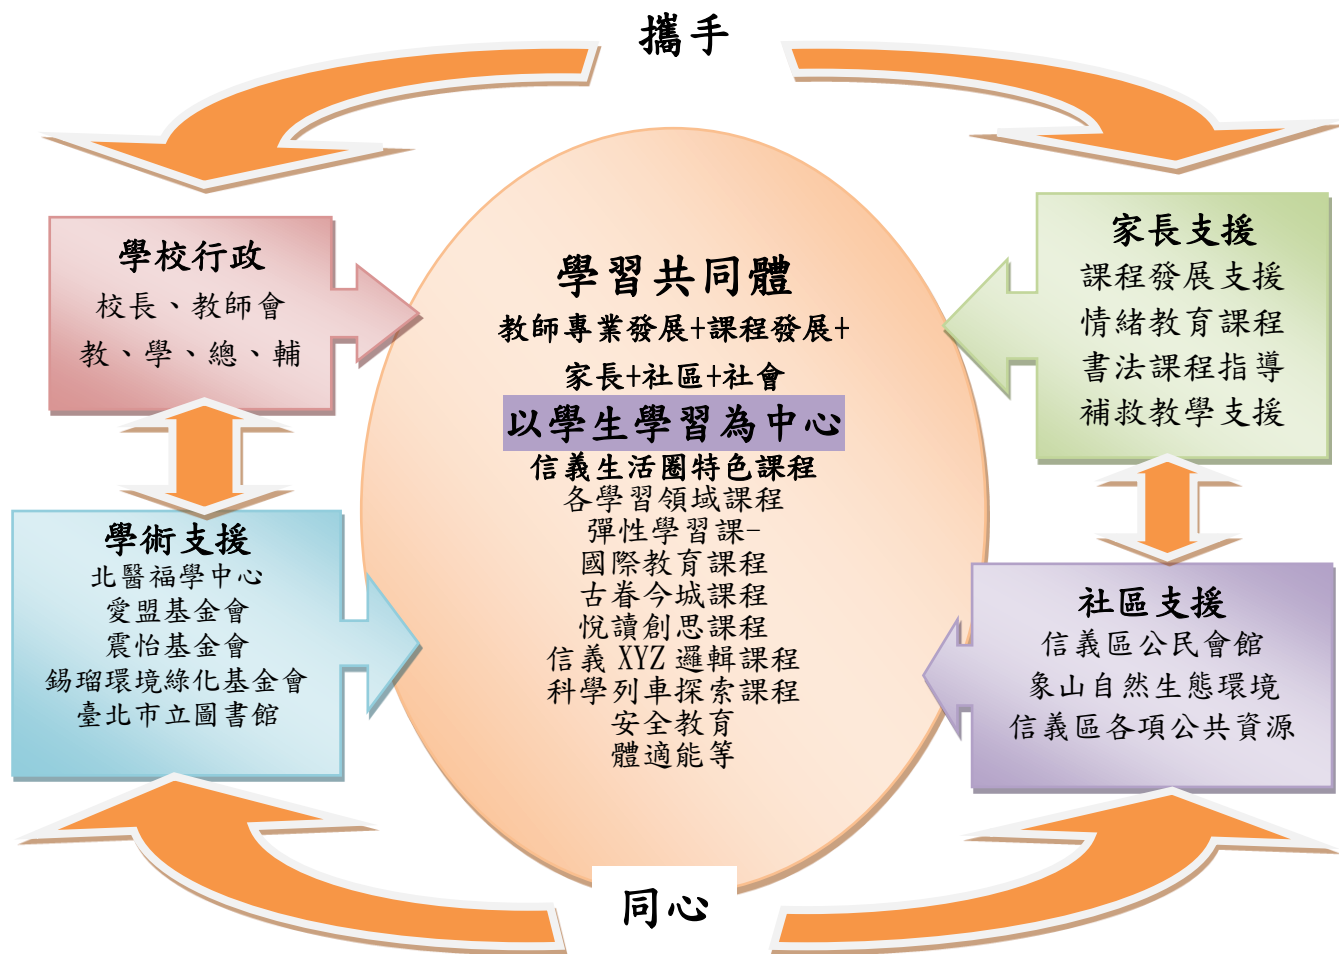 攜手
學校行政
校長、教師會
教、學、總、輔
學術支援
北醫福學中心
愛盟基金會
震怡基金會
錫瑠環境綠化基金會
臺北市立圖書館
學習共同體
教師專業發展+課程發展+
家長+社區+社會
以學生學習為中心
信義生活圈特色課程
各學習領域課程
彈性學習課-
國際教育課程
古眷今城課程
悅讀創思課程
信義 XYZ 邏輯課程
科學列車探索課程
安全教育
體適能等
家長支援
課程發展支援
情緒教育課程
書法課程指導
補救教學支援
社區支援
信義區公民會館
象山自然生態環境
信義區各項公共資源
同心